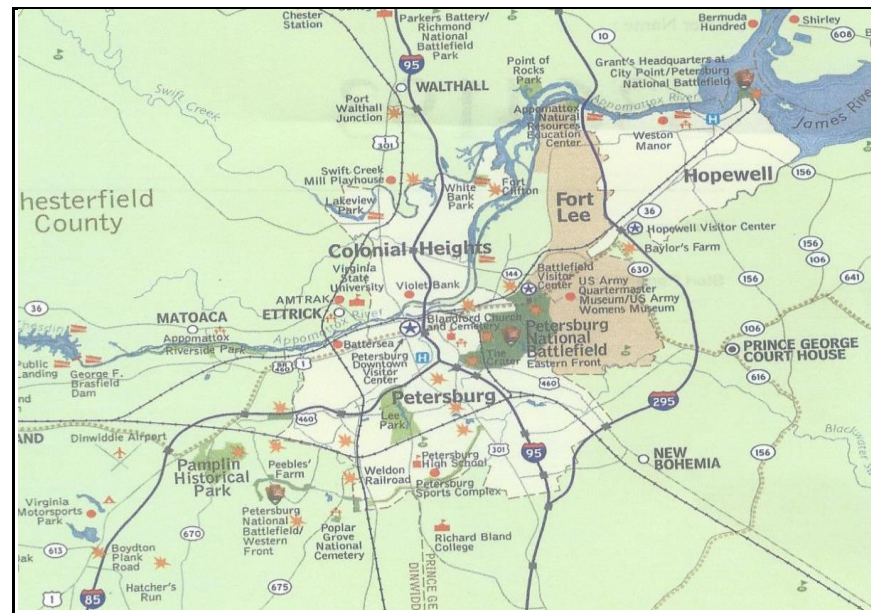 Chester
Station
Parkers Battery/
Richmond
National
Battlefield
Park
95
10
Bermuda
Hundred
Shirley
608
Grant's Headquarters at
City Point/Petersburg
National Battlefield
Point of
Rocks
Park
WALTHALL
Swift Creek
Port
Walthall
Junction
301
Appomattox River
Appomattox
Natural
Resources
Education
Center
H
Weston
Manor
James River
156
Hopewell
Swift Creek
Mill Playhouse
White
Bank
Park
Fort
Clifton
Fort
Lee
hesterfield
County
Lakeview
Park
36
Hopewell Visitor Center
Baylor's Farm
Colonial Heights
156
106
630
641
144
Battlefield
Visitor
Center
Virginia
State
University
Violet Bank
US Army
Quartermaster
Museum/US Army
Womens Museum
AMTRAK
ETTRICK
36
MATOACA
Appomattox
Riverside Park
Appomattox River
Blandford Church
and Cemetery
Petersburg
National
Battlefield
Eastern Front
106
PRINCE GEORGE
COURT HOUSE
Battersea
Petersburg
Downtown
Visitor
Center
H
The Crater
Public
Landing
George F.
Brasfield
Dam
1
460
616
Petersburg
295
Lee
Park
460
AND
Dinwiddie Airport
301
95
Blackwater
Pamplin
Historical
Park
Peebles'
Farm
Weldon
Railroad
Petersburg
High School
Petersburg
Sports Complex
NEW
BOHEMIA
156
Virginia
Motorsports
Park
Petersburg
National
Battlefield/
Western
Front
Poplar
Grove
National
Cemetery
Richard Bland
College
670
613
oak
Boydton
Plank
Road
Hatcher's
Run
675
1
85
PRINCE GE
DINWIDD